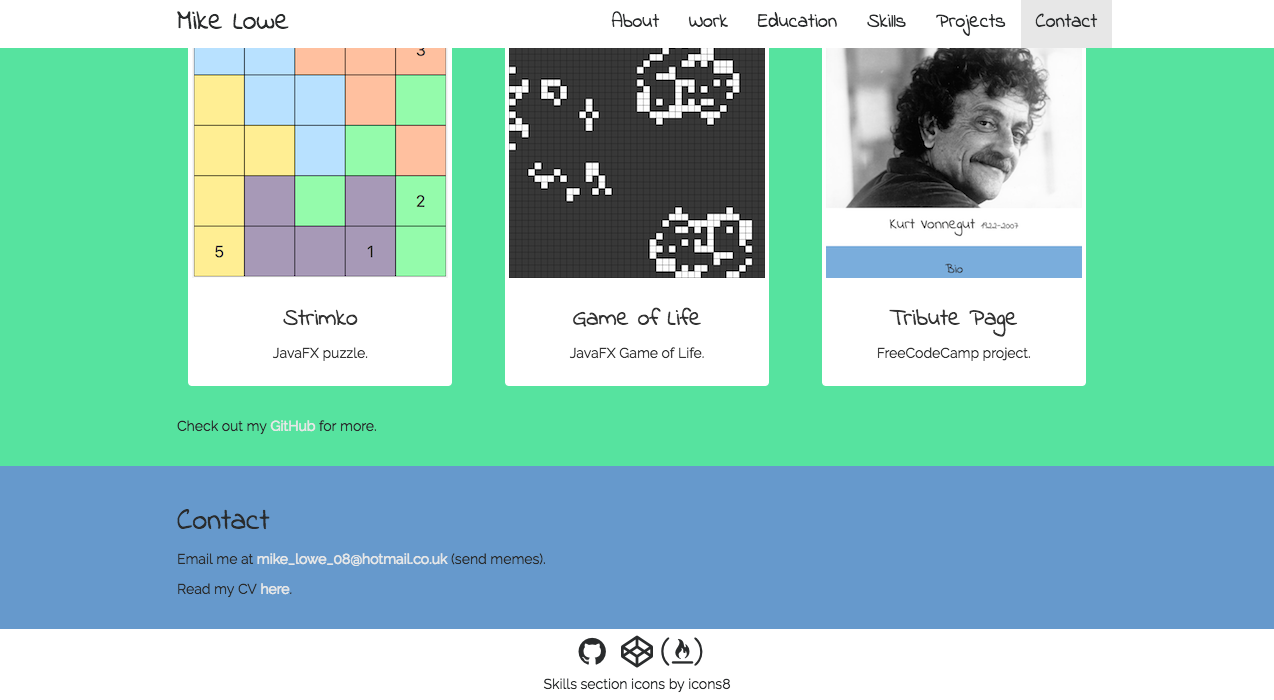 Mike Lowe About Work Education Skills Projects Contact
3
2
5 1
Kurt Vonnegut 1922-2007
Bio
Strimko Game of Life Tribute Page
JavaFX puzzle. JavaFX Game of Life. FreeCodeCamp project.
Check out my GitHub for more.
Contact
Email me at mike_lowe_08@hotmail.co.uk (send memes).
Read my CV here.
Skills section icons by icons8